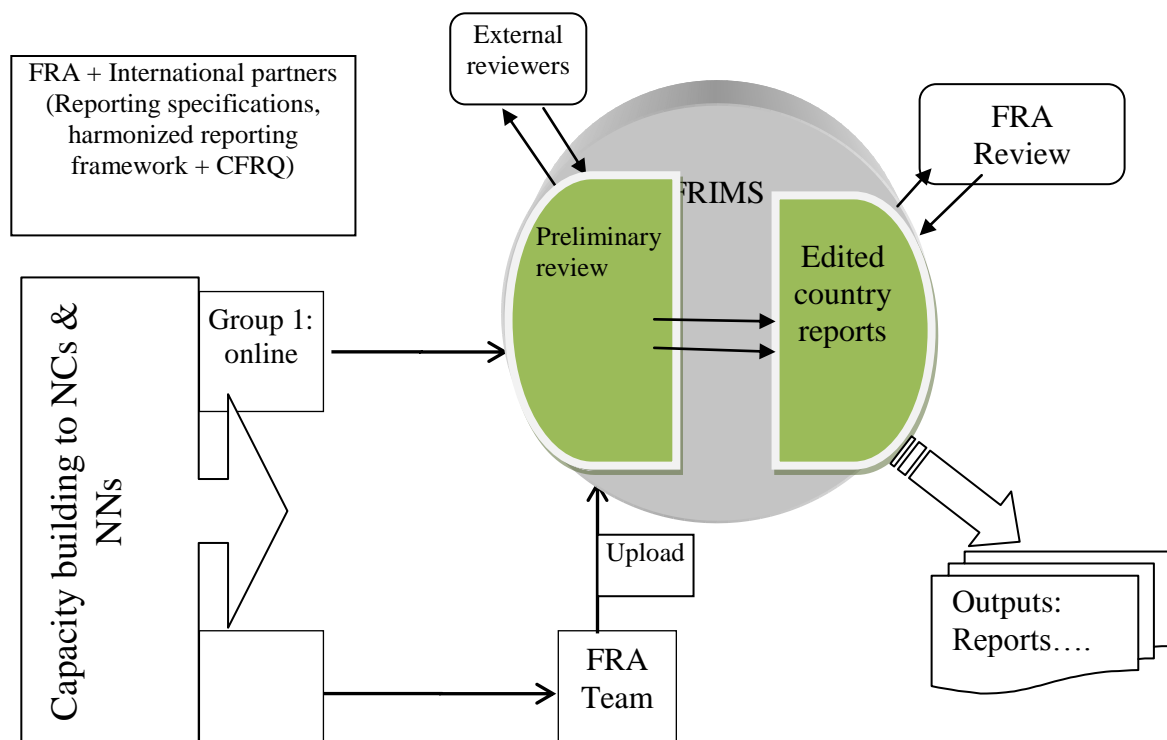 FRA + International partners
(Reporting specifications,
harmonized reporting
framework + CFRQ)
External
reviewers
FRA
Review
FRIMS
Preliminary
review
Edited
country
reports
Capacity building to NCs &
NNs
Group 1:
online
Upload
FRA
Team
Outputs:
Reports….